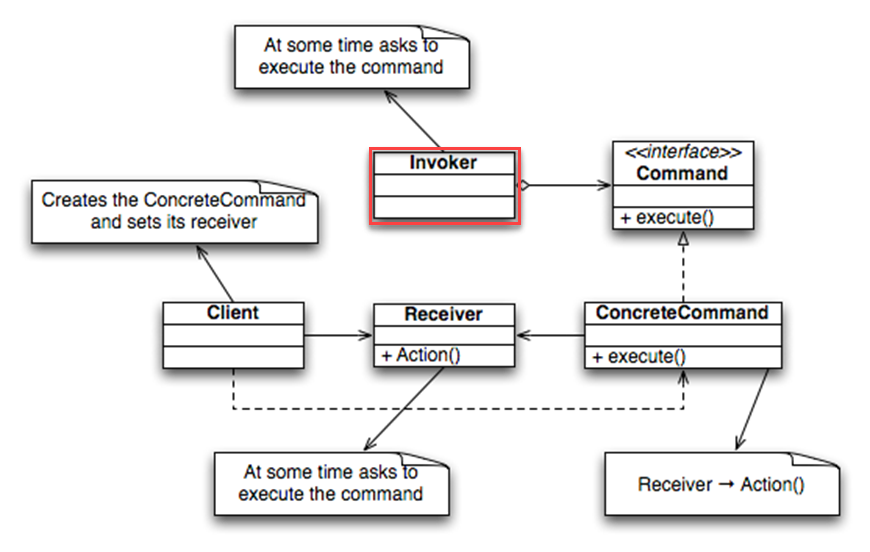 At some time asks to
execute the command
Invoker
<<interface>>
Command
+ execute()
Creates the ConcreteCommand
and sets its receiver
Client
Receiver
+ Action()
ConcreteCommand
+ execute()
At some time asks to
execute the command
Receiver → Action()